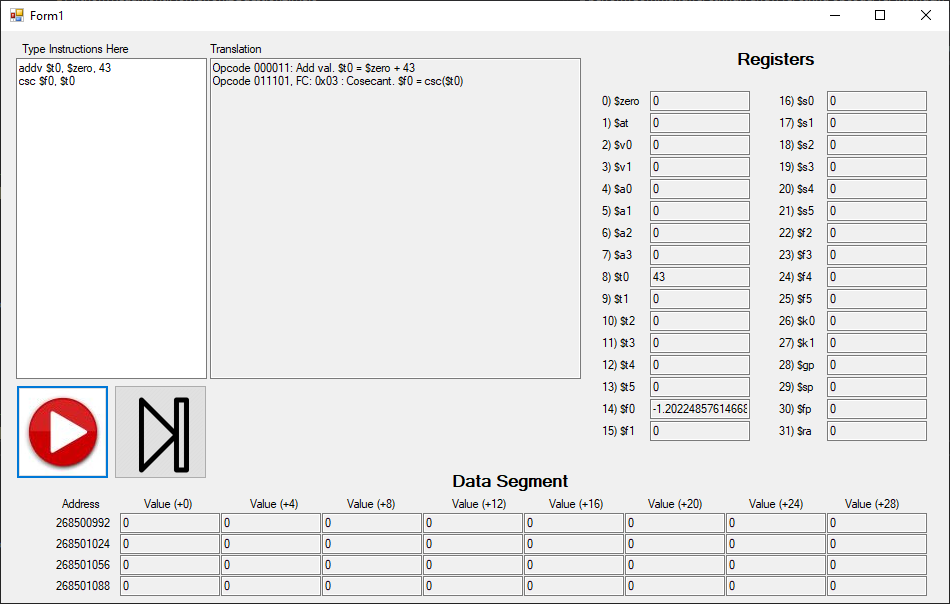 Form1
Type Instructions Here
addv $t0, $zero, 43
csc $f0, $t0
Translation
Opcode 000011: Add val. $t0 = $zero + 43
Opcode 011101, FC: 0x03 : Cosecant. $f0 = csc($t0)
Registers
0) $zero 0
1) $at 0
2) $v0 0
3) $v1 0
4) $a0 0
5) $a1 0
6) $a2 0
7) $a3 0
8) $t0 43
9) $t1 0
10) $t2 0
11) $t3 0
12) $t4 0
13) $t5 0
14) $f0 -1.20224857614668
15) $f1 0
16) $s0 0
17) $s1 0
18) $s2 0
19) $s3 0
20) $s4 0
21) $s5 0
22) $f2 0
23) $f3 0
24) $f4 0
25) $f5 0
26) $k0 0
27) $k1 0
28) $gp 0
29) $sp 0
30) $fp 0
31) $ra 0
Data Segment
Address Value (+0) Value (+4) Value (+8) Value (+12) Value (+16) Value (+20) Value (+24) Value (+28)
268500992 0 0 0 0 0 0 0 0
268501024 0 0 0 0 0 0 0 0
268501056 0 0 0 0 0 0 0 0
268501088 0 0 0 0 0 0 0 0